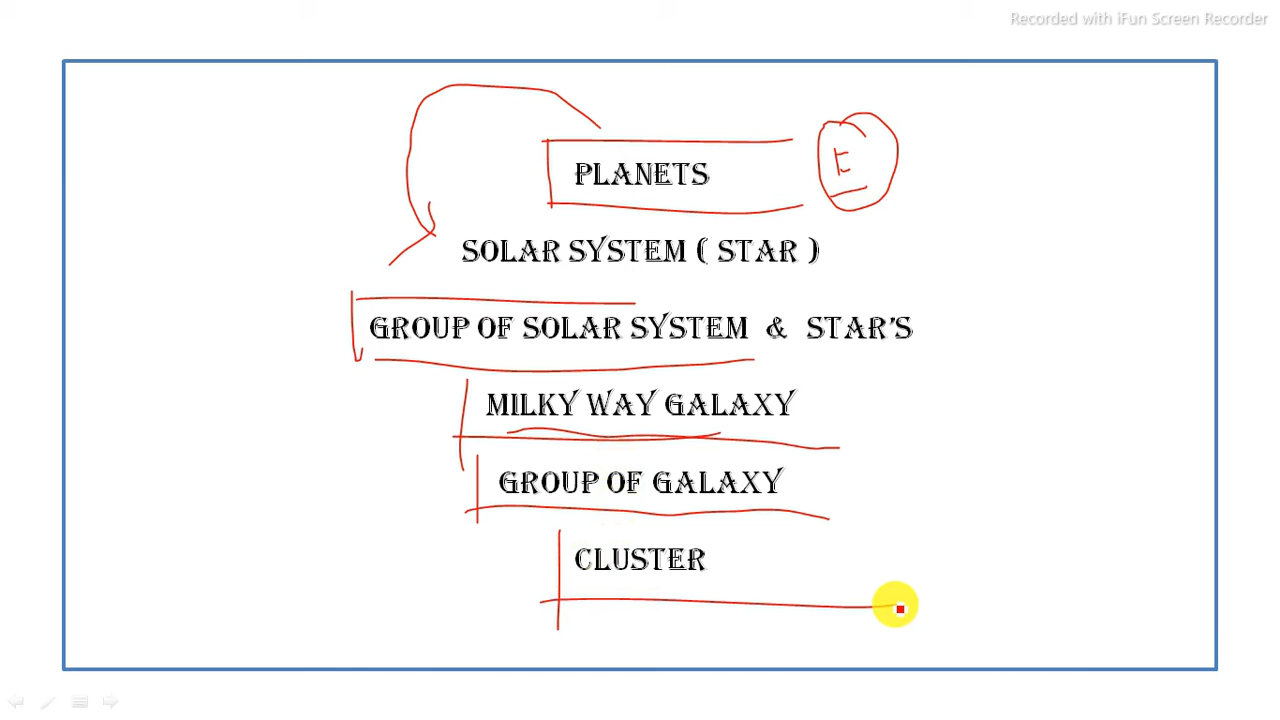 Recorded with iFun Screen Recorder
PLANETS
E
SOLAR SYSTEM ( STAR )
GROUP OF SOLAR SYSTEM & STAR'S
MILKY WAY GALAXY
GROUP OF GALAXY
CLUSTER